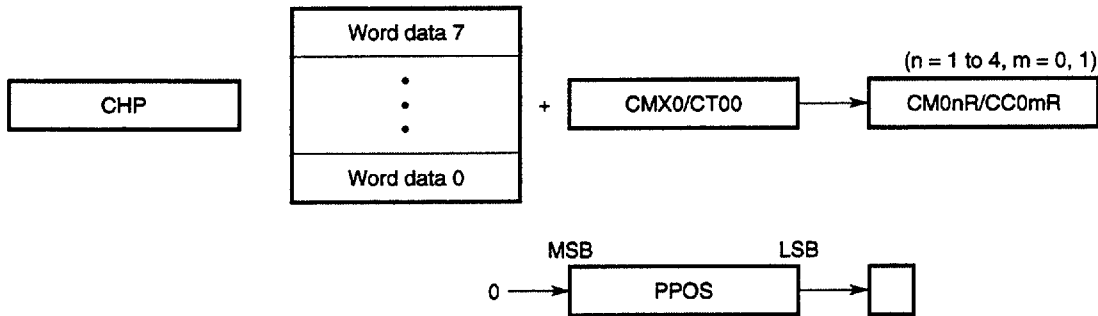 Word data 7
(n = 1 to 4, m = 0, 1)
CHP
+
CMX0/CT00
CM0nR/CC0mR
Word data 0
MSB
LSB
0
PPOS